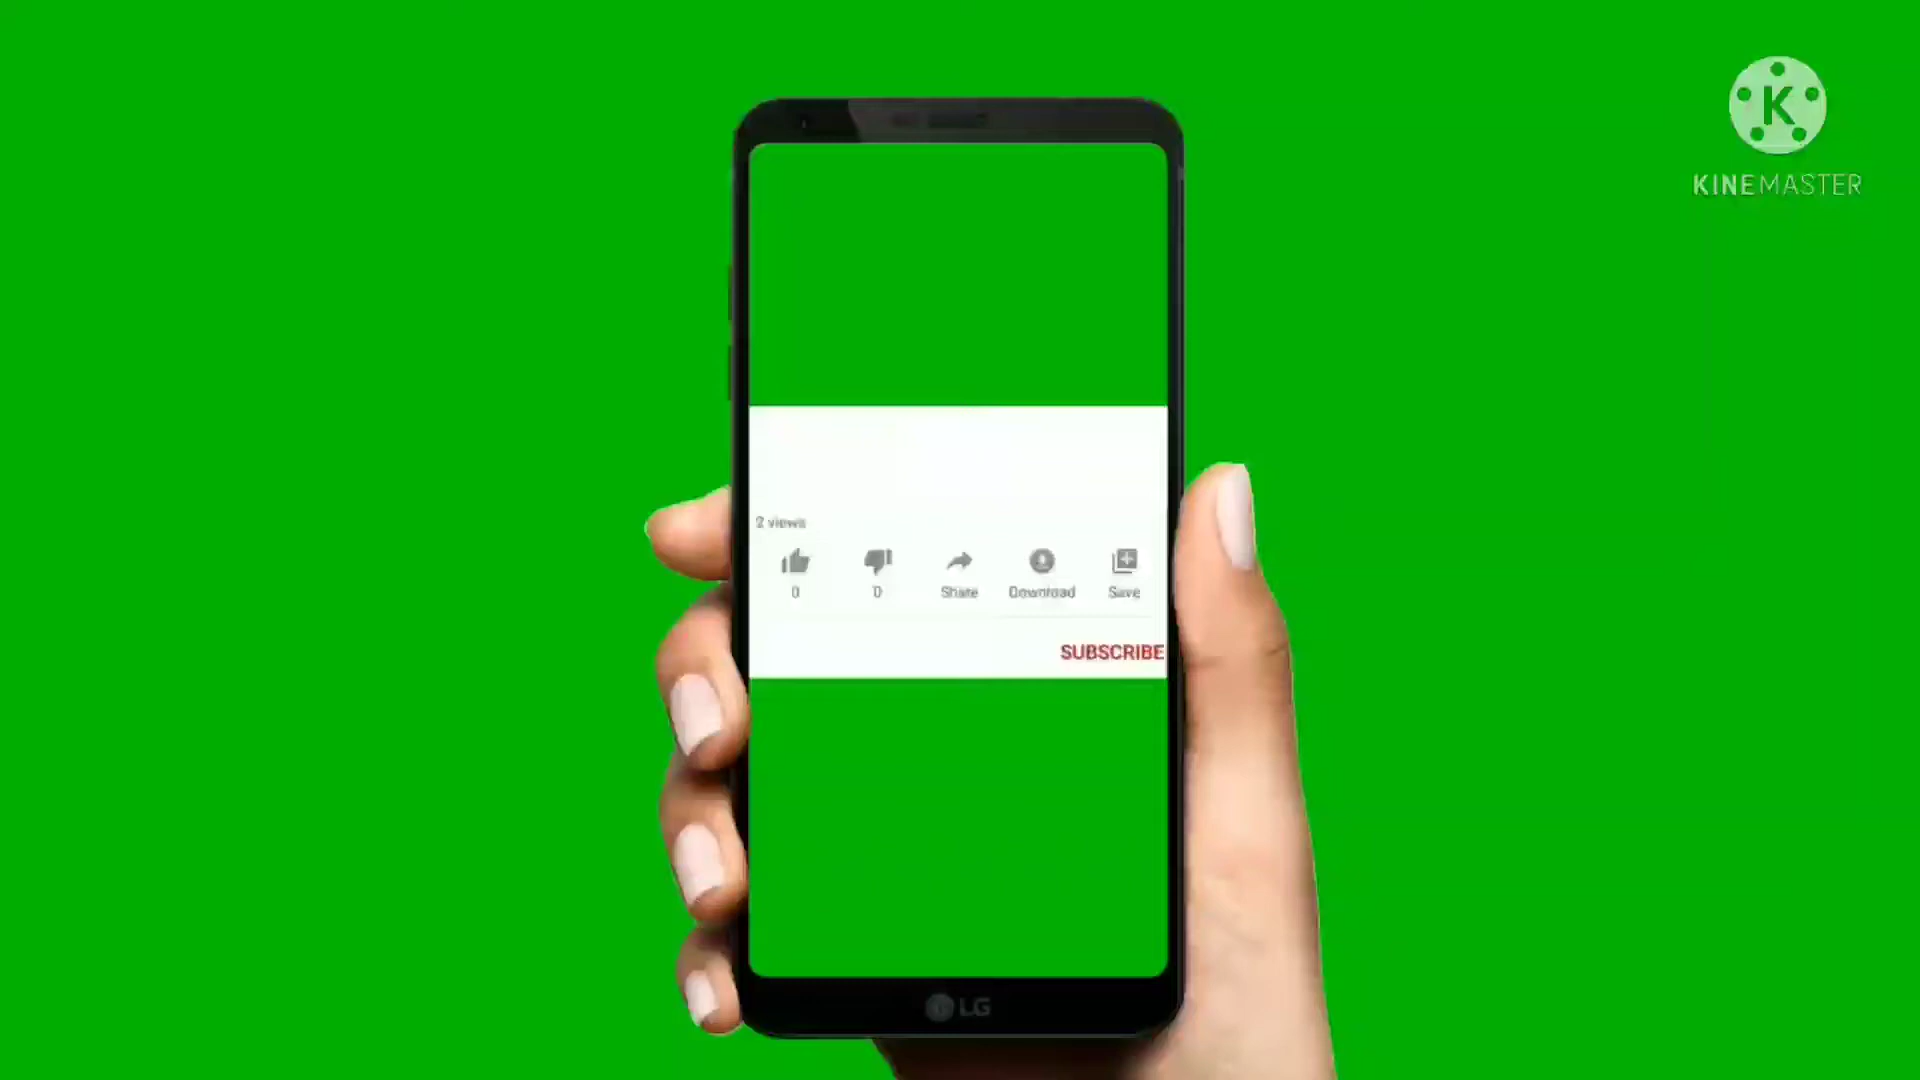 K
KINEMASTER
2 views
0 0 Share Download Save
SUBSCRIBE
LG